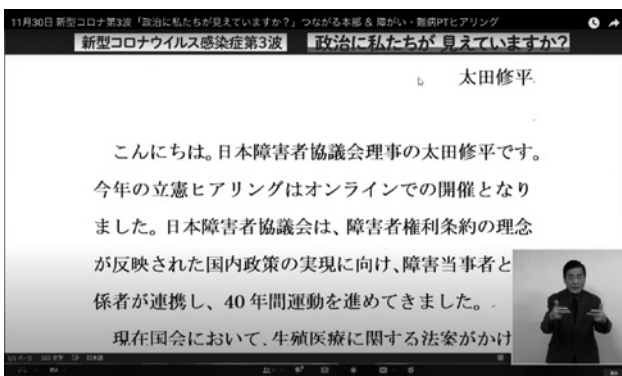 11月30日 新型コロナ第3波「政治に私たちが見えていますか?」つながる本部 & 障がい・難病PTヒアリング
新型コロナウイルス感染症第3波 政治に私たちが 見えていますか?
太田修平
こんにちは。日本障害者協議会理事の太田修平です。
今年の立憲ヒアリングはオンラインでの開催となり
ました。日本障害者協議会は、障害者権利条約の理念
が反映された国内政策の実現に向け、障害当事者と
係者が連携し、40年間運動を進めてきました。
現在国会において、生殖医療に関する法案がかけ
1/1 ページ 323 文字 日本語